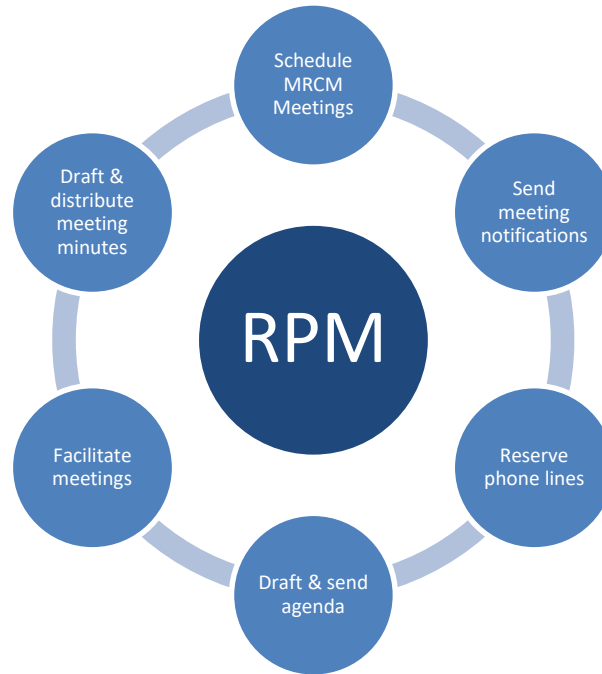 Schedule
MRCM
Meetings
Send
meeting
notifications
Reserve
phone lines
Draft & send
agenda
Facilitate
meetings
Draft &
distribute
meeting
minutes
RPM